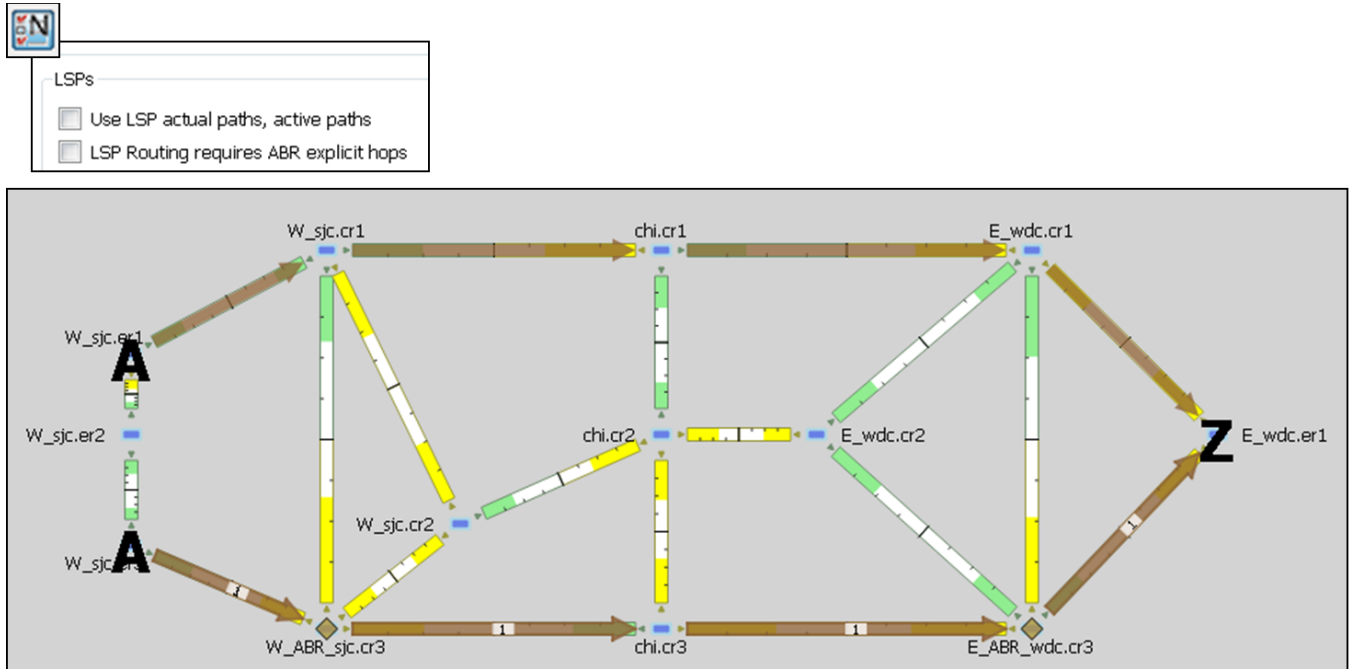 N
LSPs
Use LSP actual paths, active paths
LSP Routing requires ABR explicit hops
W_sjc.cr1
chi.cr1
E_wdc.cr1
W_sjc.er1
A
W_sjc.er2
chi.cr2
E_wdc.cr2
Z
E_wdc.er1
W_sjc.cr2
A
1
1
1
W_ABR_sjc.cr3
chi.cr3
E_ABR_wdc.cr3